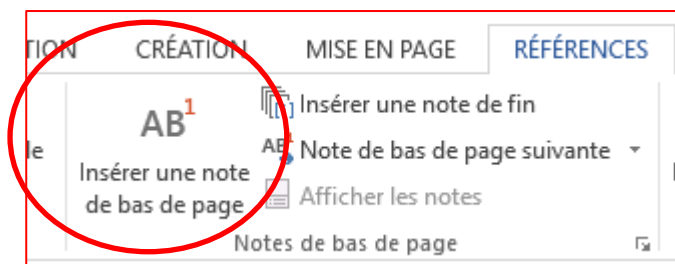 TION CRÉATION MISE EN PAGE RÉFÉRENCES
AB1
Insérer une note
de bas de page
le
Insérer une note de fin
AB1 Note de bas de page suivante
Afficher les notes
Notes de bas de page